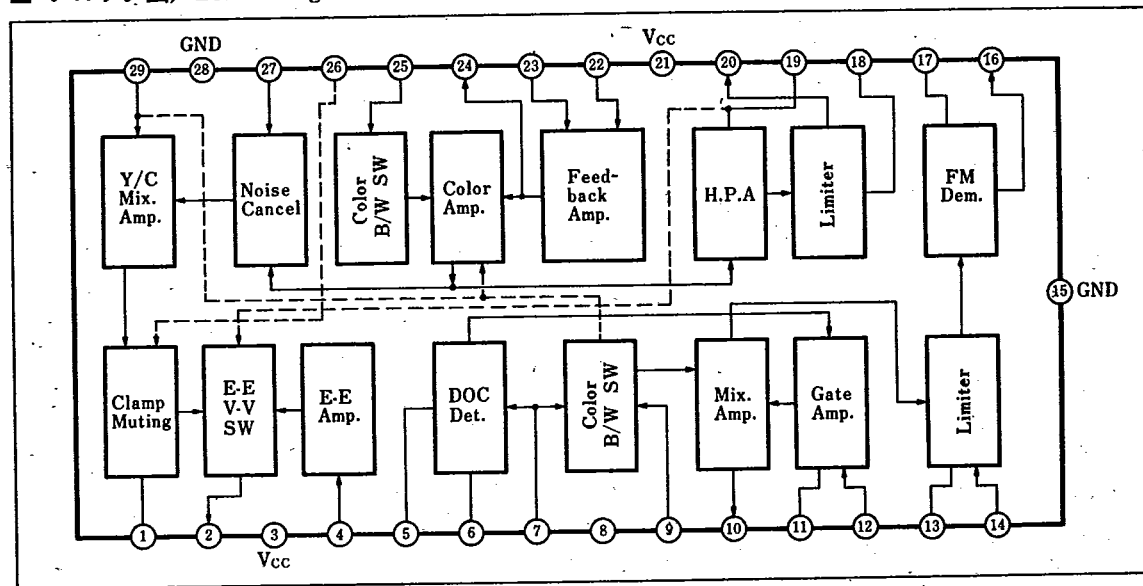 GND
Vcc
29 28 27 26 25 24 23 22 21 20 19 18 17 16
Y/C
Mix.
Amp.
Noise
Cancel
Color
B/W SW
Color
Amp.
Feed-
back
Amp.
H.P.A
Limiter
FM
Dem.
15 GND
Clamp
Muting
E-E
V-V
SW
E-E
Amp.
DOC
Det.
Color
B/W SW
Mix.
Amp.
Gate
Amp.
Limiter
1 2 3 4 5 6 7 8 9 10 11 12 13 14
Vcc